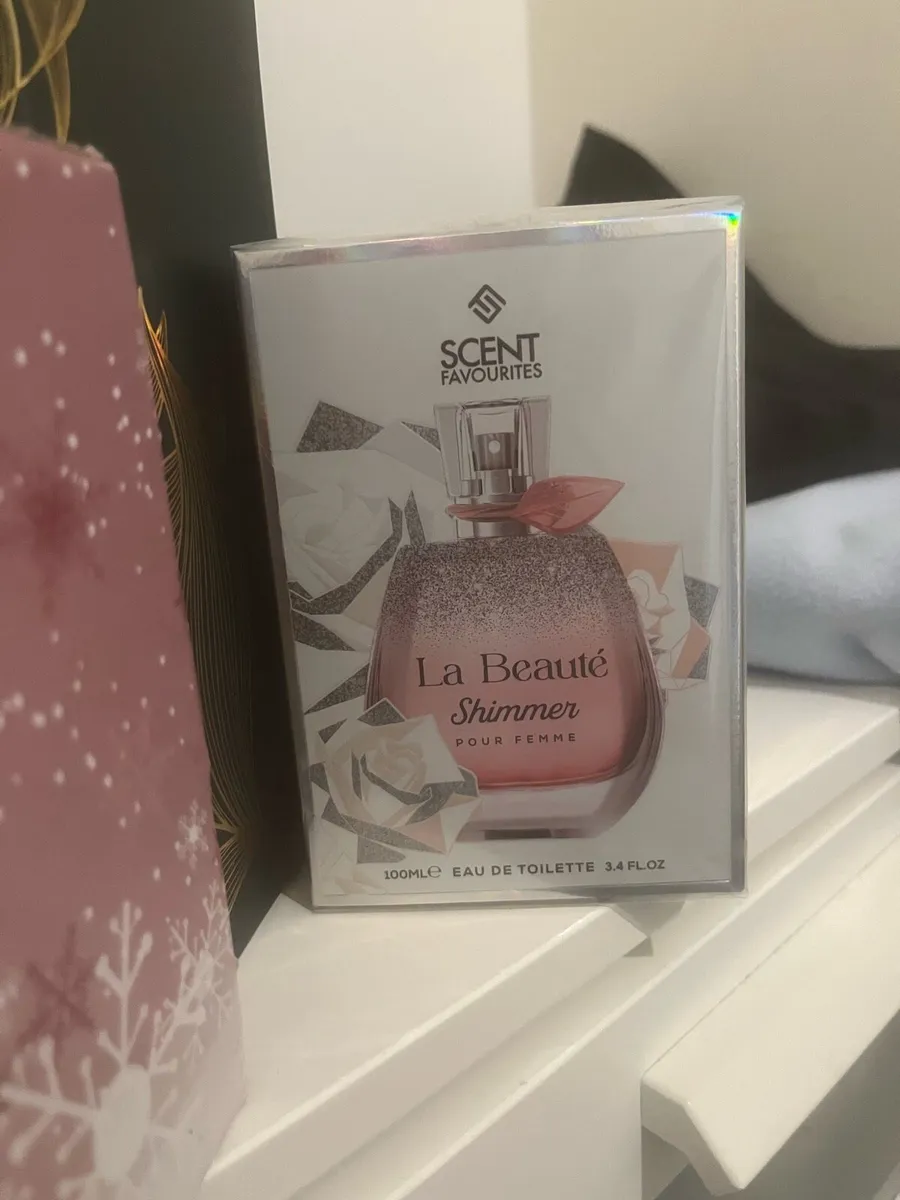 SCENT
FAVOURITES
La Beauté
Shimmer
POUR FEMME
100ML℮ EAU DE TOILETTE 3.4 FL.OZ